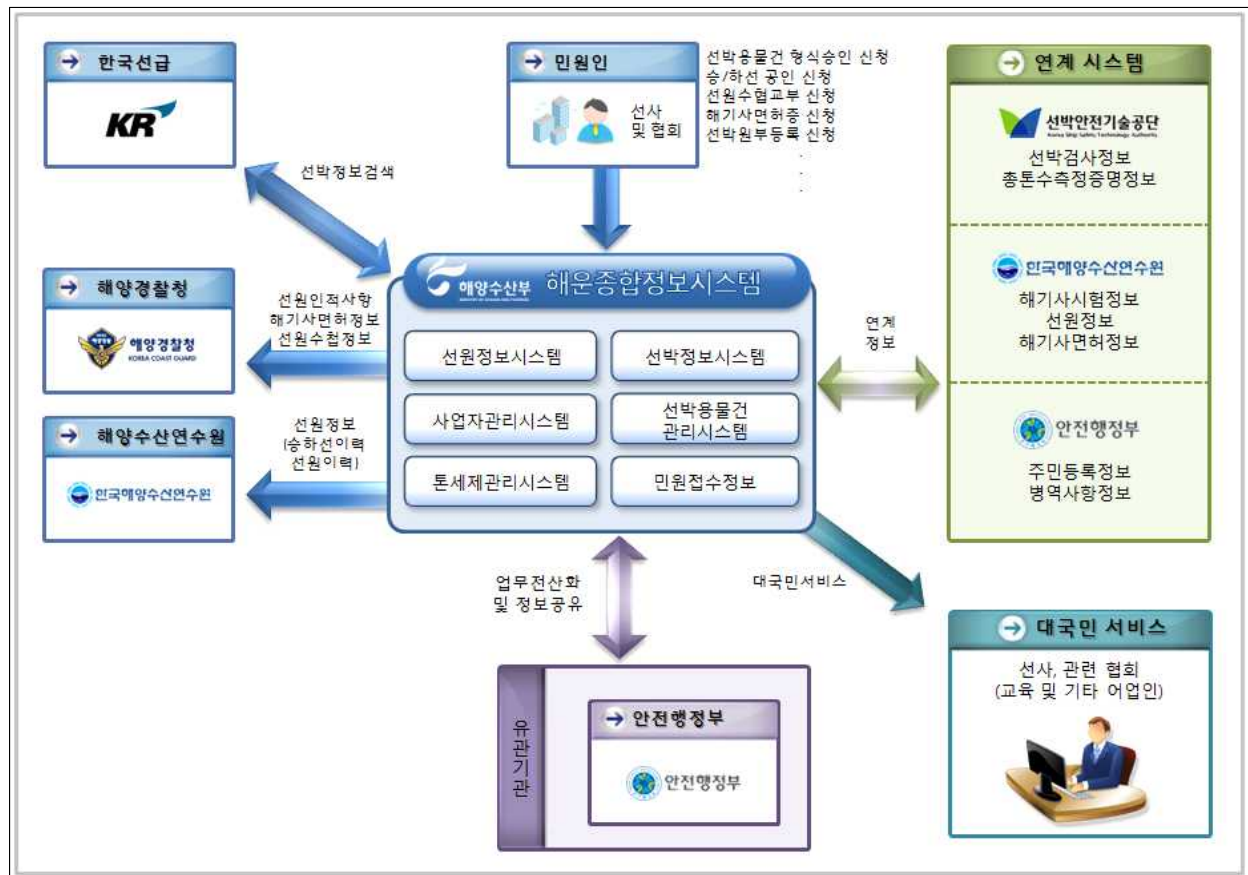 한국선급
KR
선박정보검색
민원인
선사
및 협회
선박용물건 형식승인 신청
승/하선 공인 신청
선원수협교부 신청
해기사면허증 신청
선박원부등록 신청
.
.
.
연계 시스템
선박안전기술공단
Korea Ship Safety Technology Authority
선박검사정보
총톤수측정증명정보
한국해양수산연수원
해기사시험정보
선원정보
해기사면허정보
안전행정부
주민등록정보
병역사항정보
해양경찰청
해양경찰청
KOREA COAST GUARD
선원인적사항
해기사면허정보
선원수첩정보
해양수산연수원
한국해양수산연수원
선원정보
(승하선이력
선원이력)
해양수산부
해운종합정보시스템
선원정보시스템
선박정보시스템
사업자관리시스템
선박용물건
관리시스템
톤세제관리시스템
민원접수정보
연계
정보
업무전산화
및 정보공유
대국민서비스
유관기관
안전행정부
안전행정부
대국민 서비스
선사, 관련 협회
(교육 및 기타 어업인)